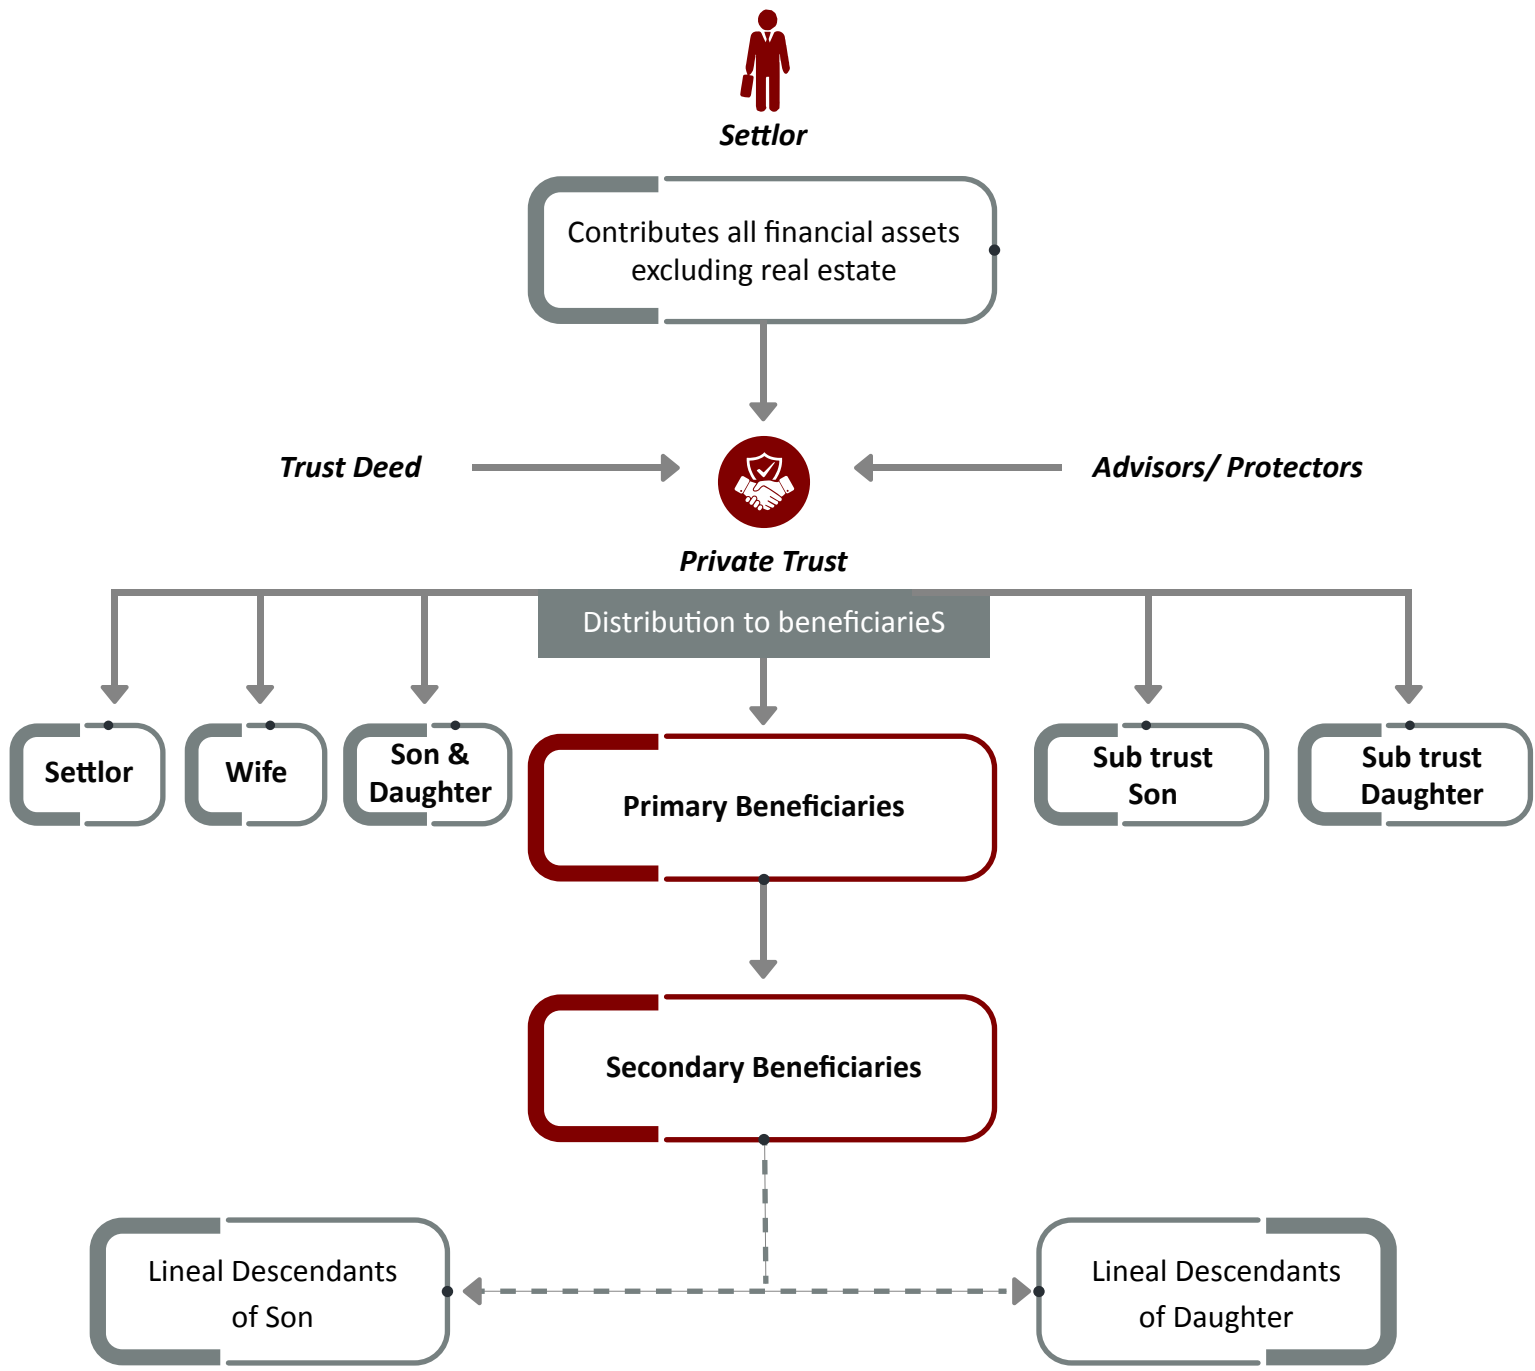 Settlor
Contributes all financial assets
excluding real estate
Trust Deed
Advisors/ Protectors
Private Trust
Distribution to beneficiarieS
Settlor
Wife
Son &
Daughter
Primary Beneficiaries
Sub trust
Son
Sub trust
Daughter
Secondary Beneficiaries
Lineal Descendants
of Son
Lineal Descendants
of Daughter